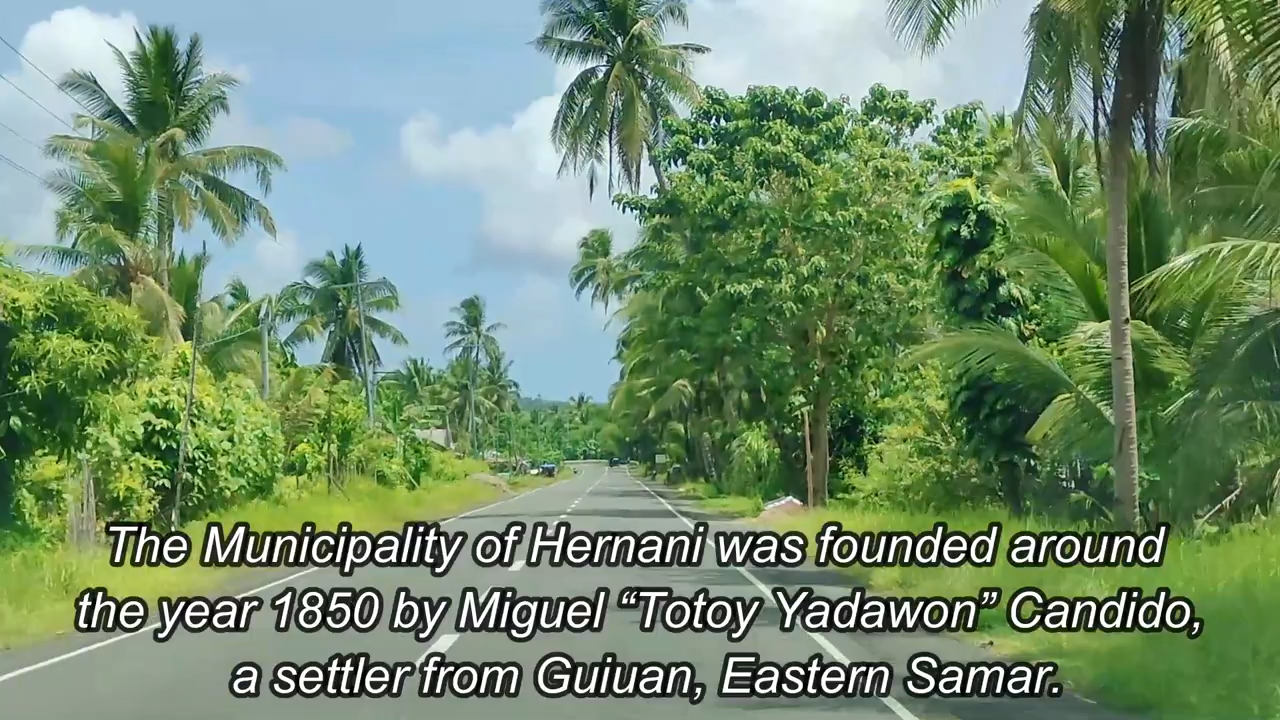 The Municipality of Hernani was founded around
the year 1850 by Miguel “Totoy Yadawon” Candido,
a settler from Guiuan, Eastern Samar.